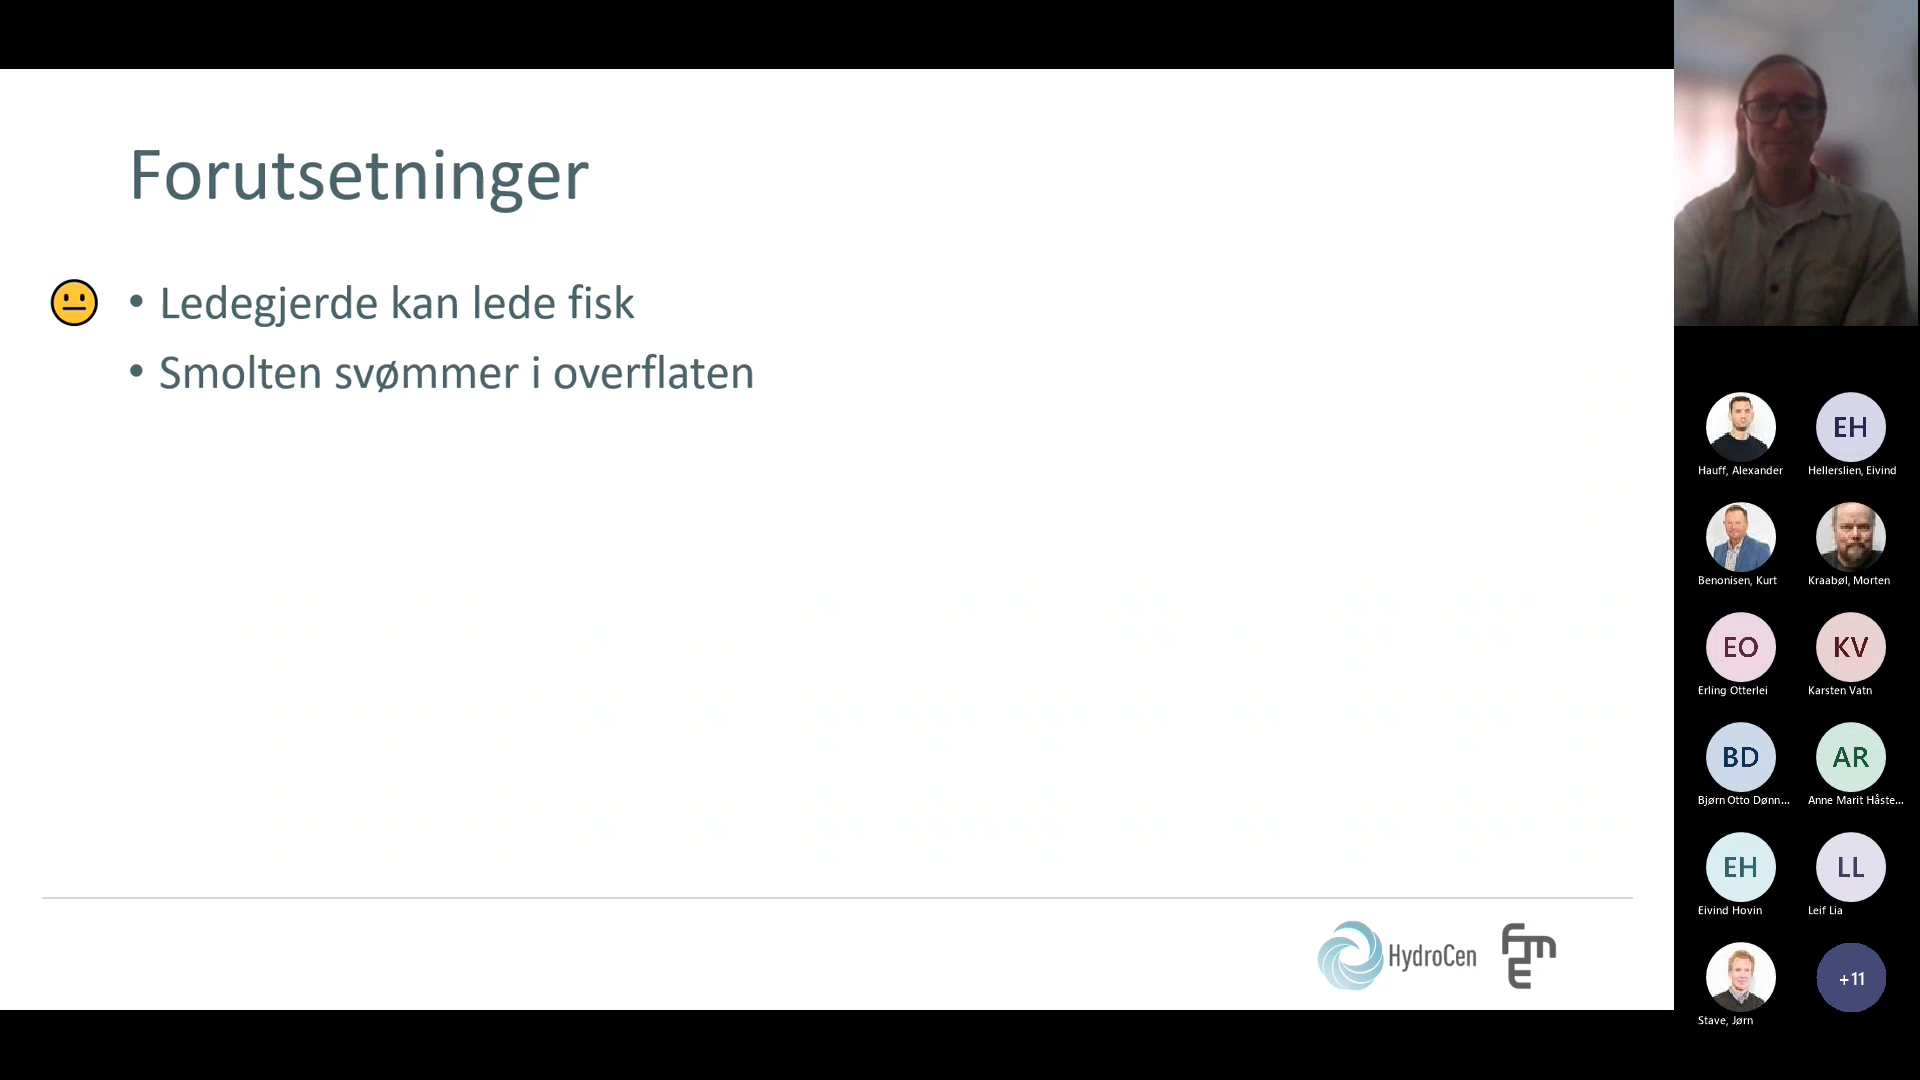 Forutsetninger
• Ledegjerde kan lede fisk
• Smolten svømmer i overflaten
HydroCen
FME
Hauff, Alexander
EH
Hellerslien, Eivind
Benonisen, Kurt
Kraabøl, Morten
EO
Erling Otterlei
KV
Karsten Vatn
BD
Bjørn Otto Dønn...
AR
Anne Marit Håste...
EH
Eivind Hovin
LL
Leif Lia
Stave, Jørn
+11